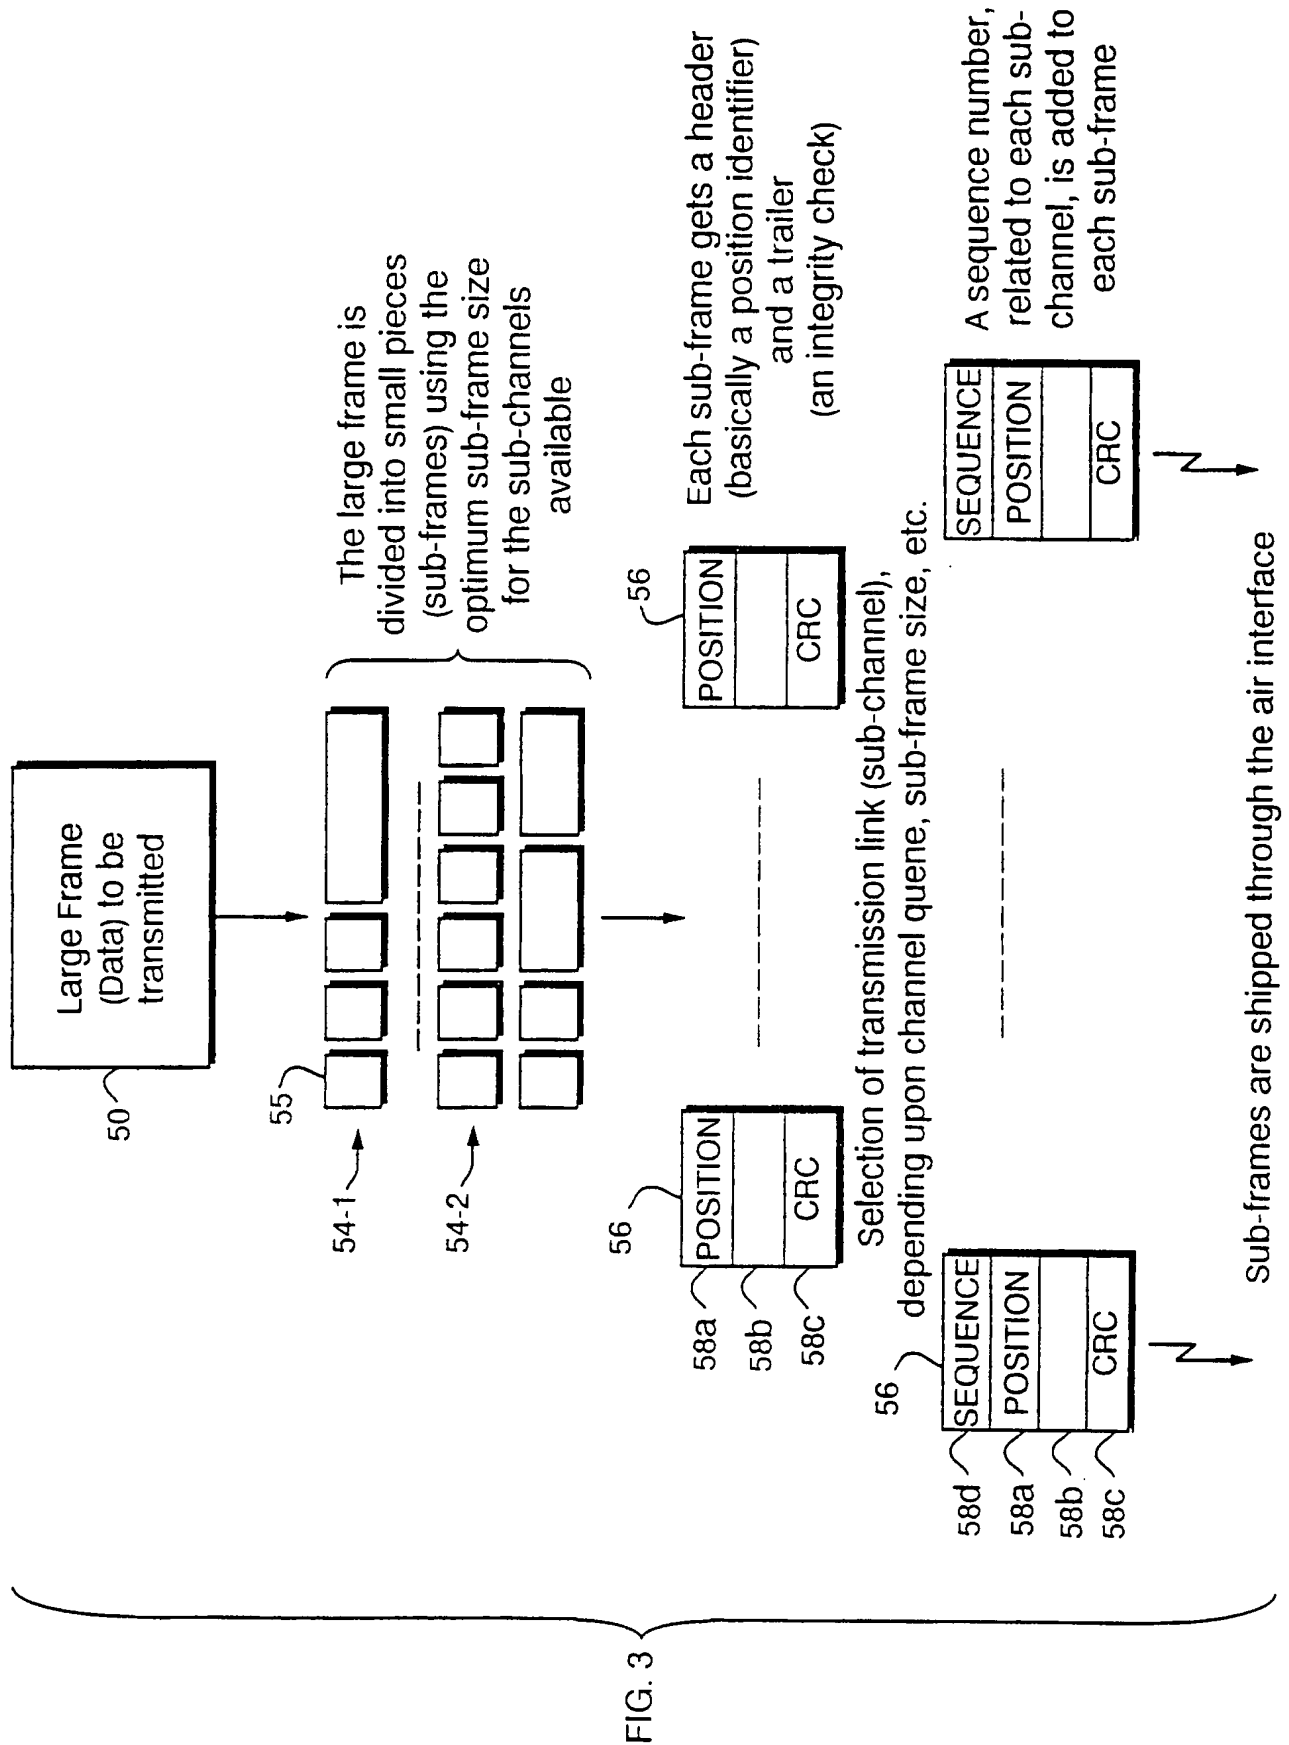 Large Frame
(Data) to be
transmitted
50
55
54-1
54-2
The large frame is
divided into small pieces
(sub-frames) using the
optimum sub-frame size
for the sub-channels
available
56
POSITION
CRC
58a
58b
58c
56
POSITION
CRC
Each sub-frame gets a header
(basically a position identifier)
and a trailer
(an integrity check)
Selection of transmission link (sub-channel),
depending upon channel quene, sub-frame size, etc.
56
SEQUENCE
POSITION
CRC
58d
58a
58b
58c
SEQUENCE
POSITION
CRC
A sequence number,
related to each sub-
channel, is added to
each sub-frame
Sub-frames are shipped through the air interface
FIG. 3